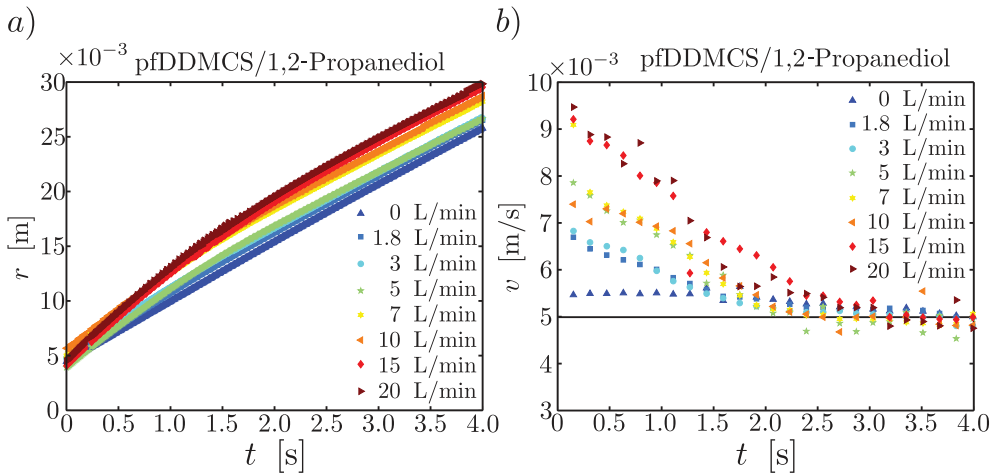 a)
×10⁻³ pfDDMCS/1,2-Propanediol
30
25
20
15
10
5
0
r [m]
0 L/min
1.8 L/min
3 L/min
5 L/min
7 L/min
10 L/min
15 L/min
20 L/min
0 0.5 1.0 1.5 2.0 2.5 3.0 3.5 4.0
t [s]
b)
×10⁻³ pfDDMCS/1,2-Propanediol
10
9
8
7
6
5
4
3
v [m/s]
0 L/min
1.8 L/min
3 L/min
5 L/min
7 L/min
10 L/min
15 L/min
20 L/min
0 0.5 1.0 1.5 2.0 2.5 3.0 3.5 4.0
t [s]